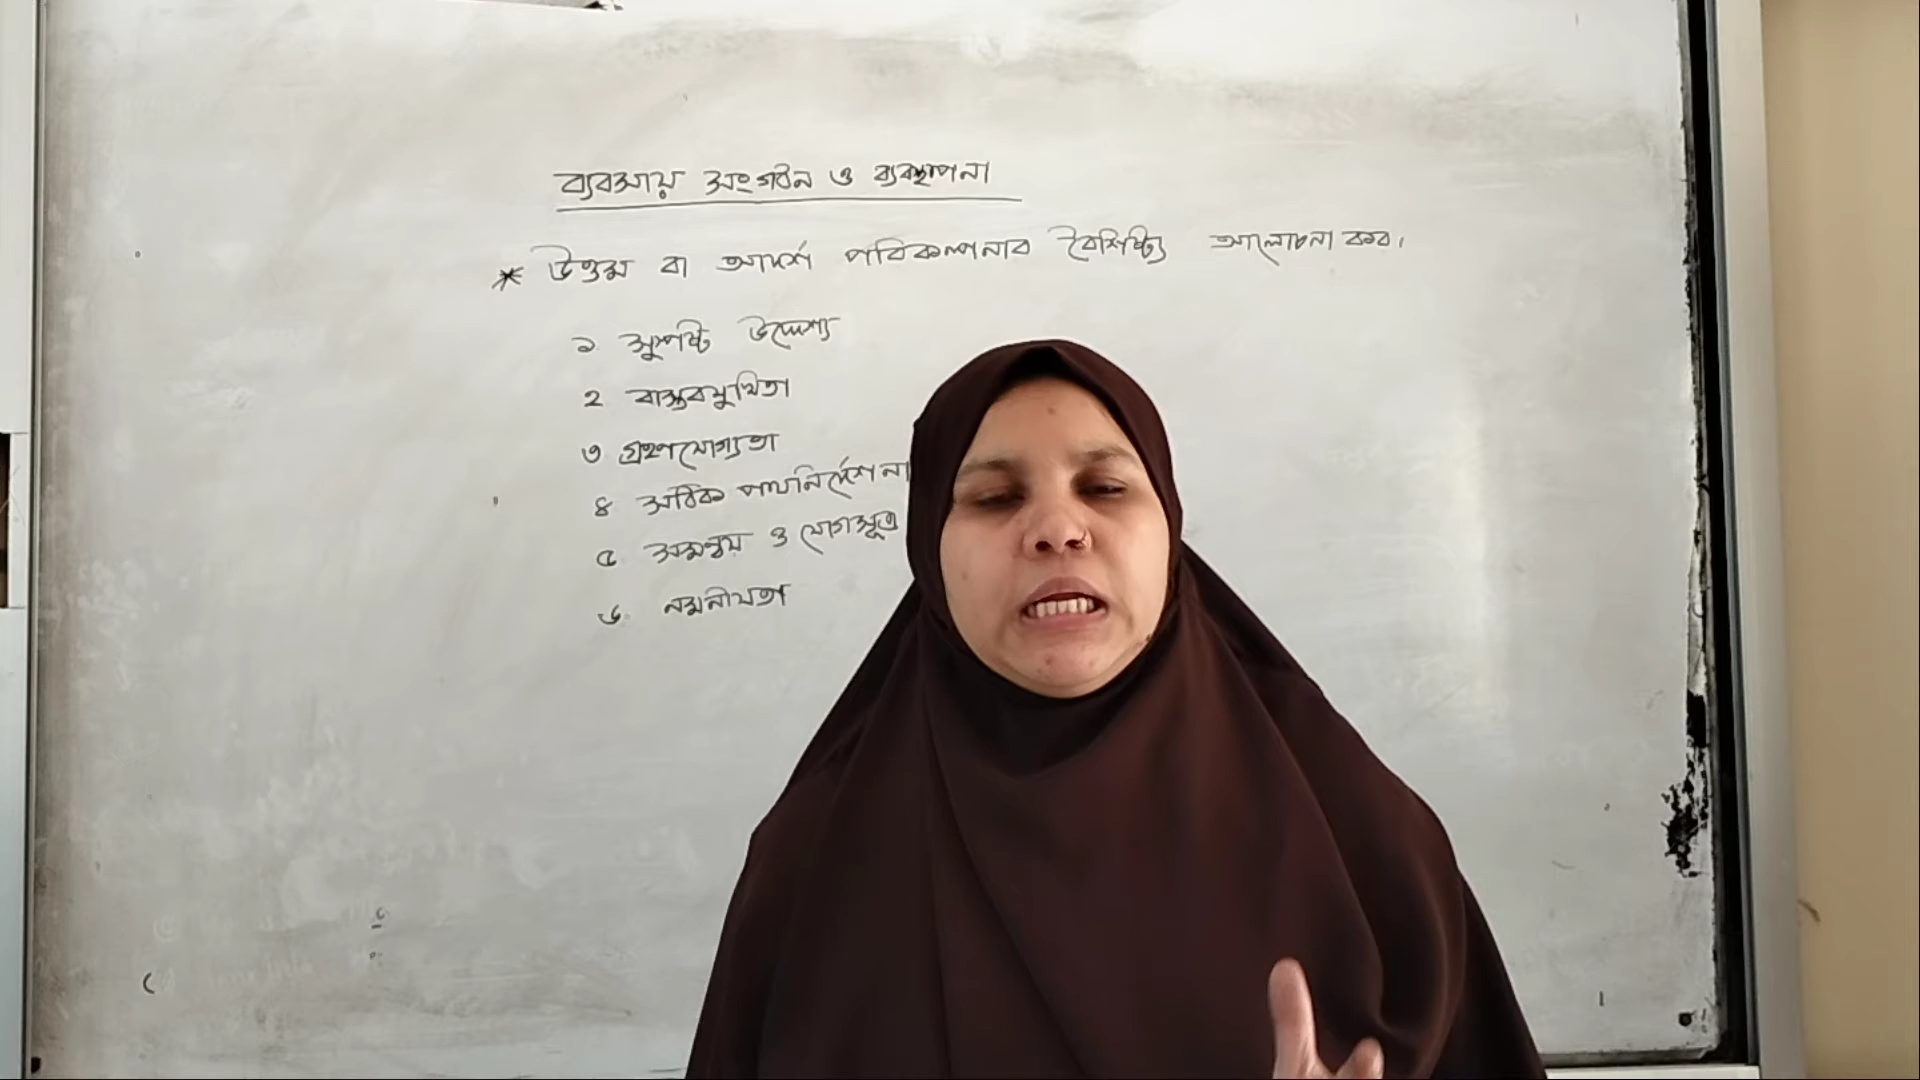 ব্যবসায় সংগঠন ও ব্যবস্থাপনা
* উত্তম বা আদর্শ পরিকল্পনার বৈশিষ্ট্য আলোচনা কর।
১. সুস্পষ্ট উদ্দেশ্য
২ বাস্তবমুখিতা
৩ গ্রহণযোগ্যতা
৪ সঠিক পথনির্দেশনা
৫. সমন্বয় ও যোগসূত্র
৬. নমনীয়তা